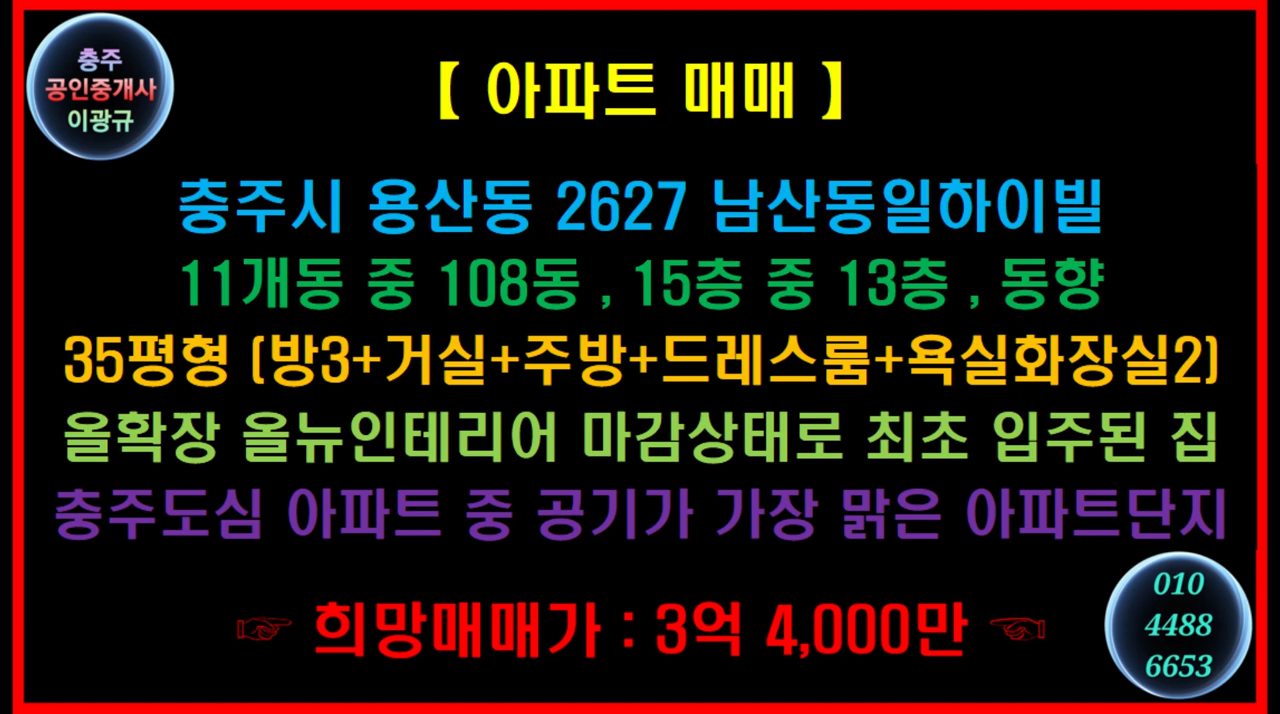 충주
공인중개사
이광규
【 아파트 매매 】
충주시 용산동 2627 남산동일하이빌
11개동 중 108동 , 15층 중 13층 , 동향
35평형 (방3+거실+주방+드레스룸+욕실화장실2)
올확장 올뉴인테리어 마감상태로 최초 입주된 집
충주도심 아파트 중 공기가 가장 맑은 아파트단지
☞ 희망매매가 : 3억 4,000만 ☜
010
4488
6653